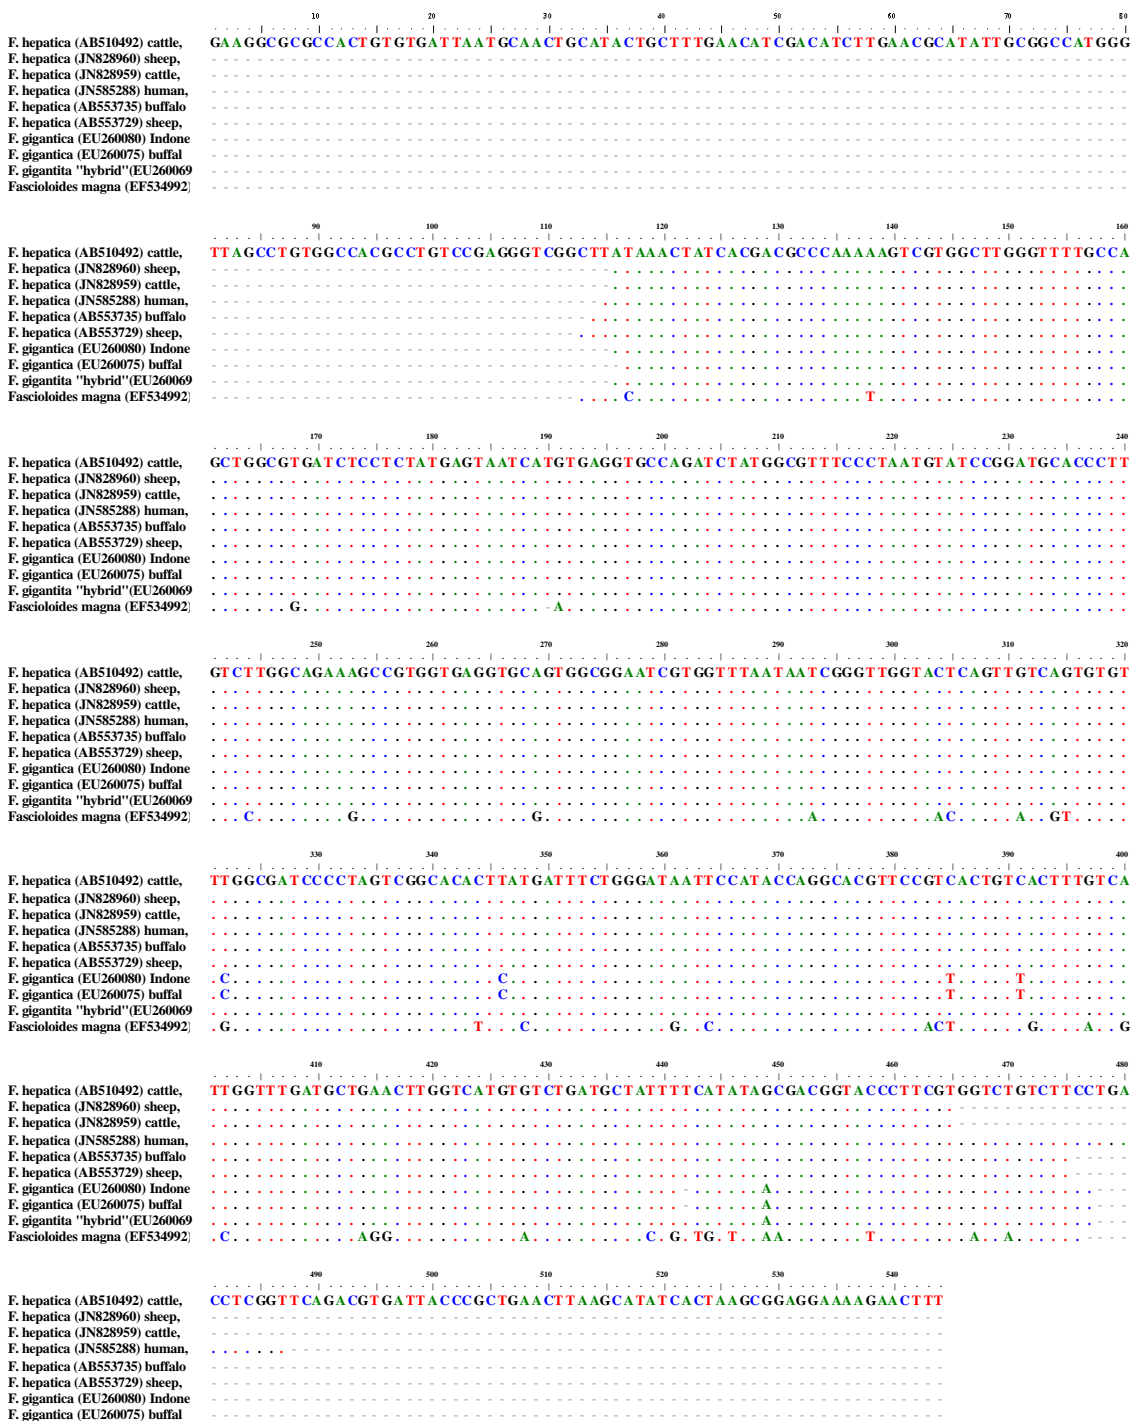 10 20 30 40 50 60 70 80
F. hepatica (AB510492) cattle, GAAGGCGCGCCACTGTGTGATTAATGCAACTGCATACTGCTTTGAACATCGACATCTTGAACGCATATTGCGGCCATGGG
F. hepatica (JN828960) sheep,
F. hepatica (JN828959) cattle,
F. hepatica (JN585288) human,
F. hepatica (AB553735) buffalo
F. hepatica (AB553729) sheep,
F. gigantica (EU260080) Indone
F. gigantica (EU260075) buffal
F. gigantita "hybrid"(EU260069
Fascioloides magna (EF534992)
90 100 110 120 130 140 150 160
F. hepatica (AB510492) cattle, TTAGCCTGTGGCCACGCCTGTCCGAGGGTCGGCTTATAAACTATCACGACGCCCAAAAAGTCGTGGCTTGGGTTTTGCCA
F. hepatica (JN828960) sheep,
F. hepatica (JN828959) cattle,
F. hepatica (JN585288) human,
F. hepatica (AB553735) buffalo
F. hepatica (AB553729) sheep,
F. gigantica (EU260080) Indone
F. gigantica (EU260075) buffal
F. gigantita "hybrid"(EU260069
Fascioloides magna (EF534992) C T
170 180 190 200 210 220 230 240
F. hepatica (AB510492) cattle, GCTGGCGTGATCTCCTCTATGAGTAATCATGTGAGGTGCCAGATCTATGGCGTTTCCCTAATGTATCCGGATGCACCCTT
F. hepatica (JN828960) sheep,
F. hepatica (JN828959) cattle,
F. hepatica (JN585288) human,
F. hepatica (AB553735) buffalo
F. hepatica (AB553729) sheep,
F. gigantica (EU260080) Indone
F. gigantica (EU260075) buffal
F. gigantita "hybrid"(EU260069
Fascioloides magna (EF534992) G - A
250 260 270 280 290 300 310 320
F. hepatica (AB510492) cattle, GTCTTGGCAGAAAGCCGTGGTGAGGTGCAGTGGCGGAATCGTGGTTTAATAATCGGGTTGGTACTCAGTTGTCAGTGTGT
F. hepatica (JN828960) sheep,
F. hepatica (JN828959) cattle,
F. hepatica (JN585288) human,
F. hepatica (AB553735) buffalo
F. hepatica (AB553729) sheep,
F. gigantica (EU260080) Indone
F. gigantica (EU260075) buffal
F. gigantita "hybrid"(EU260069
Fascioloides magna (EF534992) C G G A AC A GT
330 340 350 360 370 380 390 400
F. hepatica (AB510492) cattle, TTGGCGATCCCCTAGTCGGCACACTTATGATTTCTGGGATAATTCCATACCAGGCACGTTCCGTCACTGTCACTTTGTCA
F. hepatica (JN828960) sheep,
F. hepatica (JN828959) cattle,
F. hepatica (JN585288) human,
F. hepatica (AB553735) buffalo
F. hepatica (AB553729) sheep,
F. gigantica (EU260080) Indone C C T T
F. gigantica (EU260075) buffal C C T T
F. gigantita "hybrid"(EU260069
Fascioloides magna (EF534992) G T C G C ACT G A G
410 420 430 440 450 460 470 480
F. hepatica (AB510492) cattle, TTGGTTTGATGCTGAACTTGGTCATGTGTCTGATGCTATTTTCATATAGCGACGGTACCCTTCGTGGTCTGTCTTCCTGA
F. hepatica (JN828960) sheep,
F. hepatica (JN828959) cattle,
F. hepatica (JN585288) human,
F. hepatica (AB553735) buffalo
F. hepatica (AB553729) sheep,
F. gigantica (EU260080) Indone - A
F. gigantica (EU260075) buffal - A
F. gigantita "hybrid"(EU260069 A
Fascioloides magna (EF534992) C AGG A C G TG T AA T A A
490 500 510 520 530 540
F. hepatica (AB510492) cattle, CCTCGGTTCAGACGTGATTACCCGCTGAACTTAAGCATATCACTAAGCGGAGGAAAAGAACTTT
F. hepatica (JN828960) sheep,
F. hepatica (JN828959) cattle,
F. hepatica (JN585288) human,
F. hepatica (AB553735) buffalo
F. hepatica (AB553729) sheep,
F. gigantica (EU260080) Indone
F. gigantica (EU260075) buffal